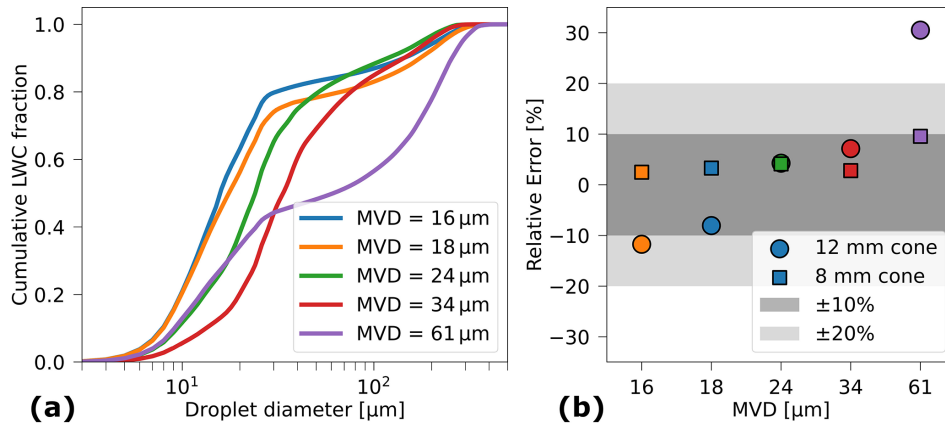 1.0
0.8
0.6
0.4
0.2
0.0
Cumulative LWC fraction
10¹
10²
Droplet diameter [µm]
MVD = 16 µm
MVD = 18 µm
MVD = 24 µm
MVD = 34 µm
MVD = 61 µm
(a)
30
20
10
0
−10
−20
−30
Relative Error [%]
12 mm cone
8 mm cone
±10%
±20%
16
18
24
34
61
MVD [µm]
(b)